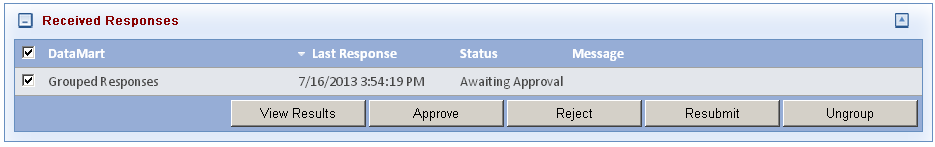 Received Responses
DataMart Last Response Status Message
Grouped Responses 7/16/2013 3:54:19 PM Awaiting Approval
View Results Approve Reject Resubmit Ungroup